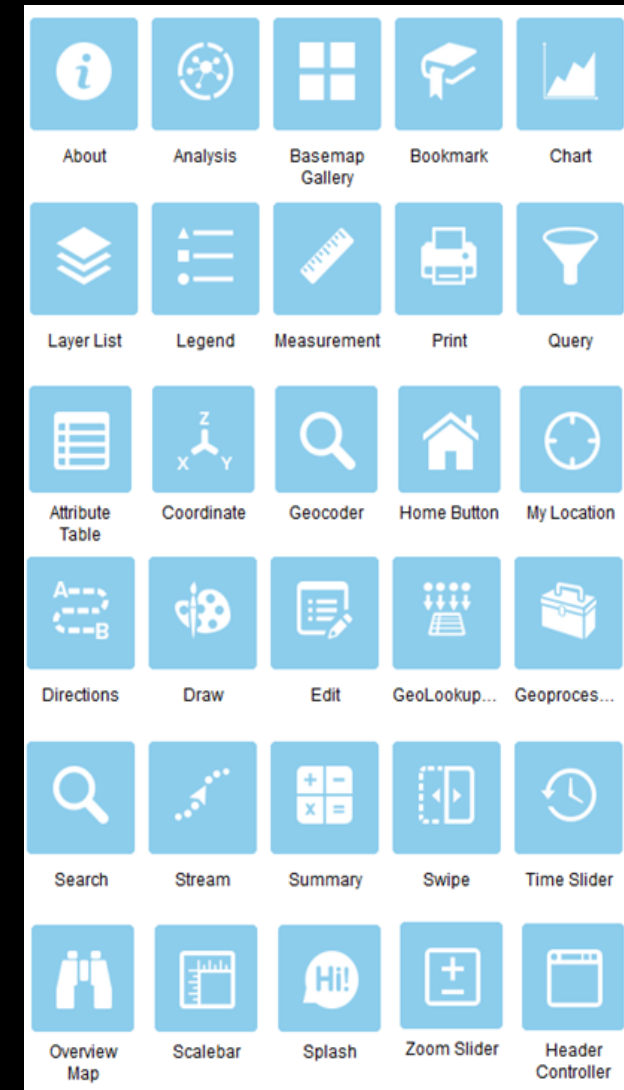 About Analysis Basemap Gallery Bookmark Chart
Layer List Legend Measurement Print Query
Z
X Y
Attribute Table Coordinate Geocoder Home Button My Location
A
B
Directions Draw Edit GeoLookup... Geoproces...
+ −
x =
Search Stream Summary Swipe Time Slider
Hi!
Overview Map Scalebar Splash Zoom Slider Header Controller